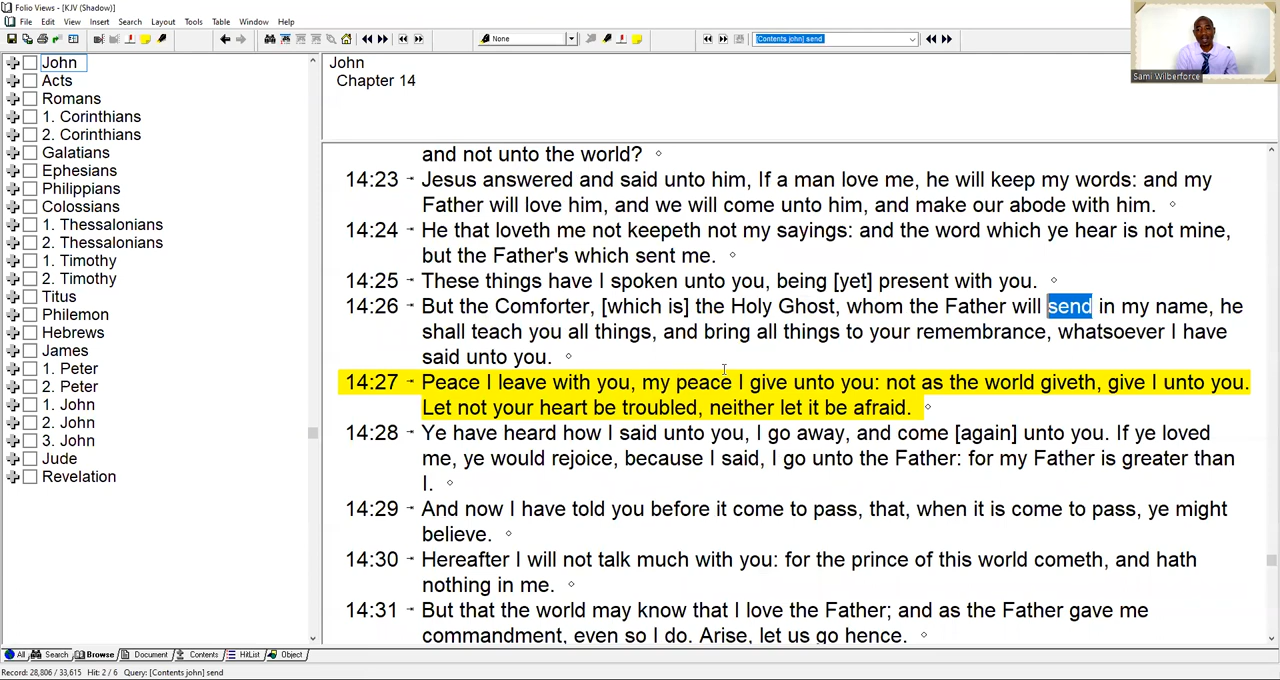 Folio Views - [KJV (Shadow)]
File Edit View Insert Search Layout Tools Table Window Help
None
[Contents john] send
Sami Wilberforce
John
Acts
Romans
1. Corinthians
2. Corinthians
Galatians
Ephesians
Philippians
Colossians
1. Thessalonians
2. Thessalonians
1. Timothy
2. Timothy
Titus
Philemon
Hebrews
James
1. Peter
2. Peter
1. John
2. John
3. John
Jude
Revelation
John
Chapter 14
and not unto the world?
14:23 Jesus answered and said unto him, If a man love me, he will keep my words: and my
Father will love him, and we will come unto him, and make our abode with him.
14:24 He that loveth me not keepeth not my sayings: and the word which ye hear is not mine,
but the Father's which sent me.
14:25 These things have I spoken unto you, being [yet] present with you.
14:26 But the Comforter, [which is] the Holy Ghost, whom the Father will send in my name, he
shall teach you all things, and bring all things to your remembrance, whatsoever I have
said unto you.
14:27 Peace I leave with you, my peace I give unto you: not as the world giveth, give I unto you.
Let not your heart be troubled, neither let it be afraid.
14:28 Ye have heard how I said unto you, I go away, and come [again] unto you. If ye loved
me, ye would rejoice, because I said, I go unto the Father: for my Father is greater than
I.
14:29 And now I have told you before it come to pass, that, when it is come to pass, ye might
believe.
14:30 Hereafter I will not talk much with you: for the prince of this world cometh, and hath
nothing in me.
14:31 But that the world may know that I love the Father; and as the Father gave me
commandment, even so I do. Arise, let us go hence.
All Search Browse Document Contents HitList Object
Record: 28,806 / 33,615 Hit: 2 / 6 Query: [Contents john] send